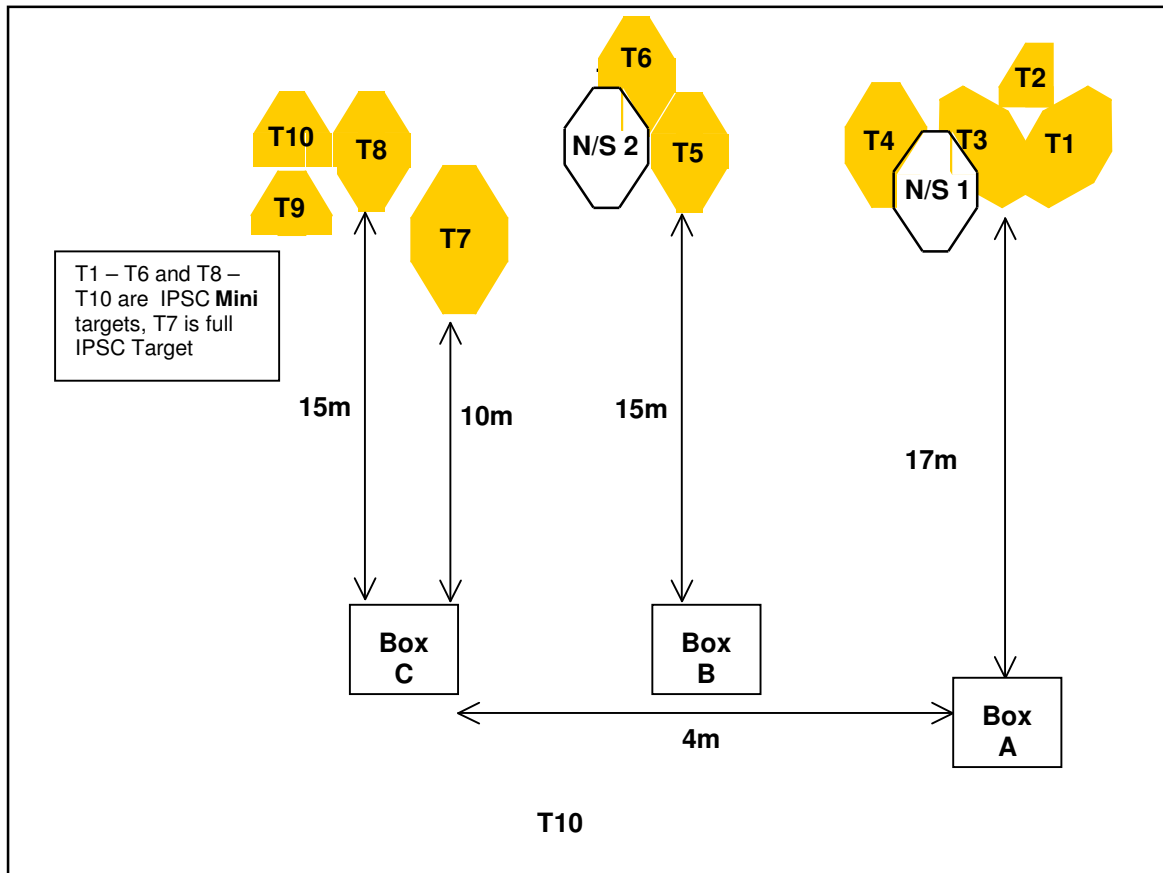 T6
T2
T10
T8
T4
T3
T1
N/S 2
T5
N/S 1
T9
T7
T1 – T6 and T8 –
T10 are IPSC Mini
targets, T7 is full
IPSC Target
15m
10m
15m
17m
Box
C
Box
B
Box
A
4m
T10